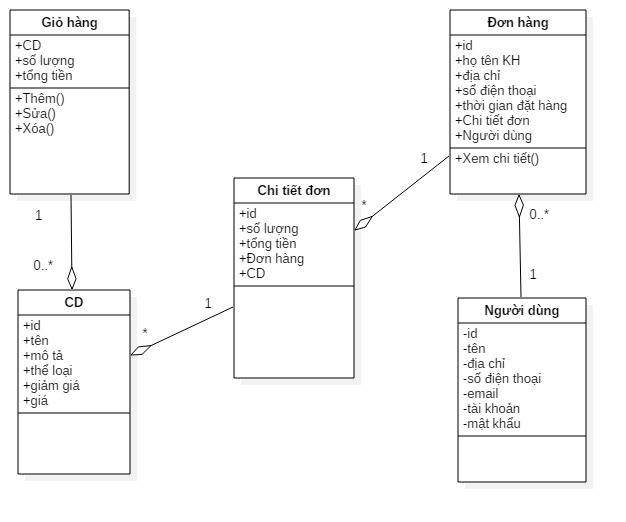 Giỏ hàng
+CD
+số lượng
+tổng tiền
+Thêm()
+Sửa()
+Xóa()
1
0..*
CD
+id
+tên
+mô tả
+thể loại
+giảm giá
+giá
*
1
Chi tiết đơn
+id
+số lượng
+tổng tiền
+Đơn hàng
+CD
*
1
Đơn hàng
+id
+họ tên KH
+địa chỉ
+số điện thoại
+thời gian đặt hàng
+Chi tiết đơn
+Người dùng
+Xem chi tiết()
0..*
1
Người dùng
-id
-tên
-địa chỉ
-số điện thoại
-email
-tài khoản
-mật khẩu